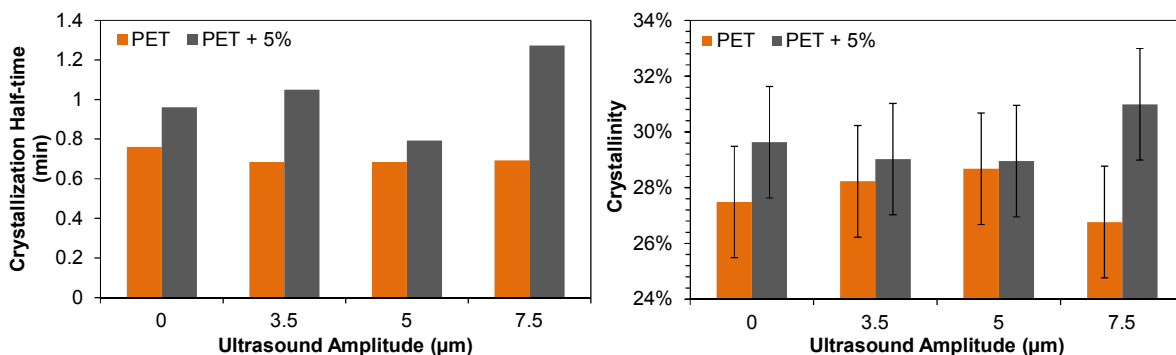 Crystallization Half-time
(min)
1.4
1.2
1
0.8
0.6
0.4
0.2
0
PET
PET + 5%
0
3.5
5
7.5
Ultrasound Amplitude (µm)
Crystallinity
34%
32%
30%
28%
26%
24%
PET
PET + 5%
0
3.5
5
7.5
Ultrasound Amplitude (µm)